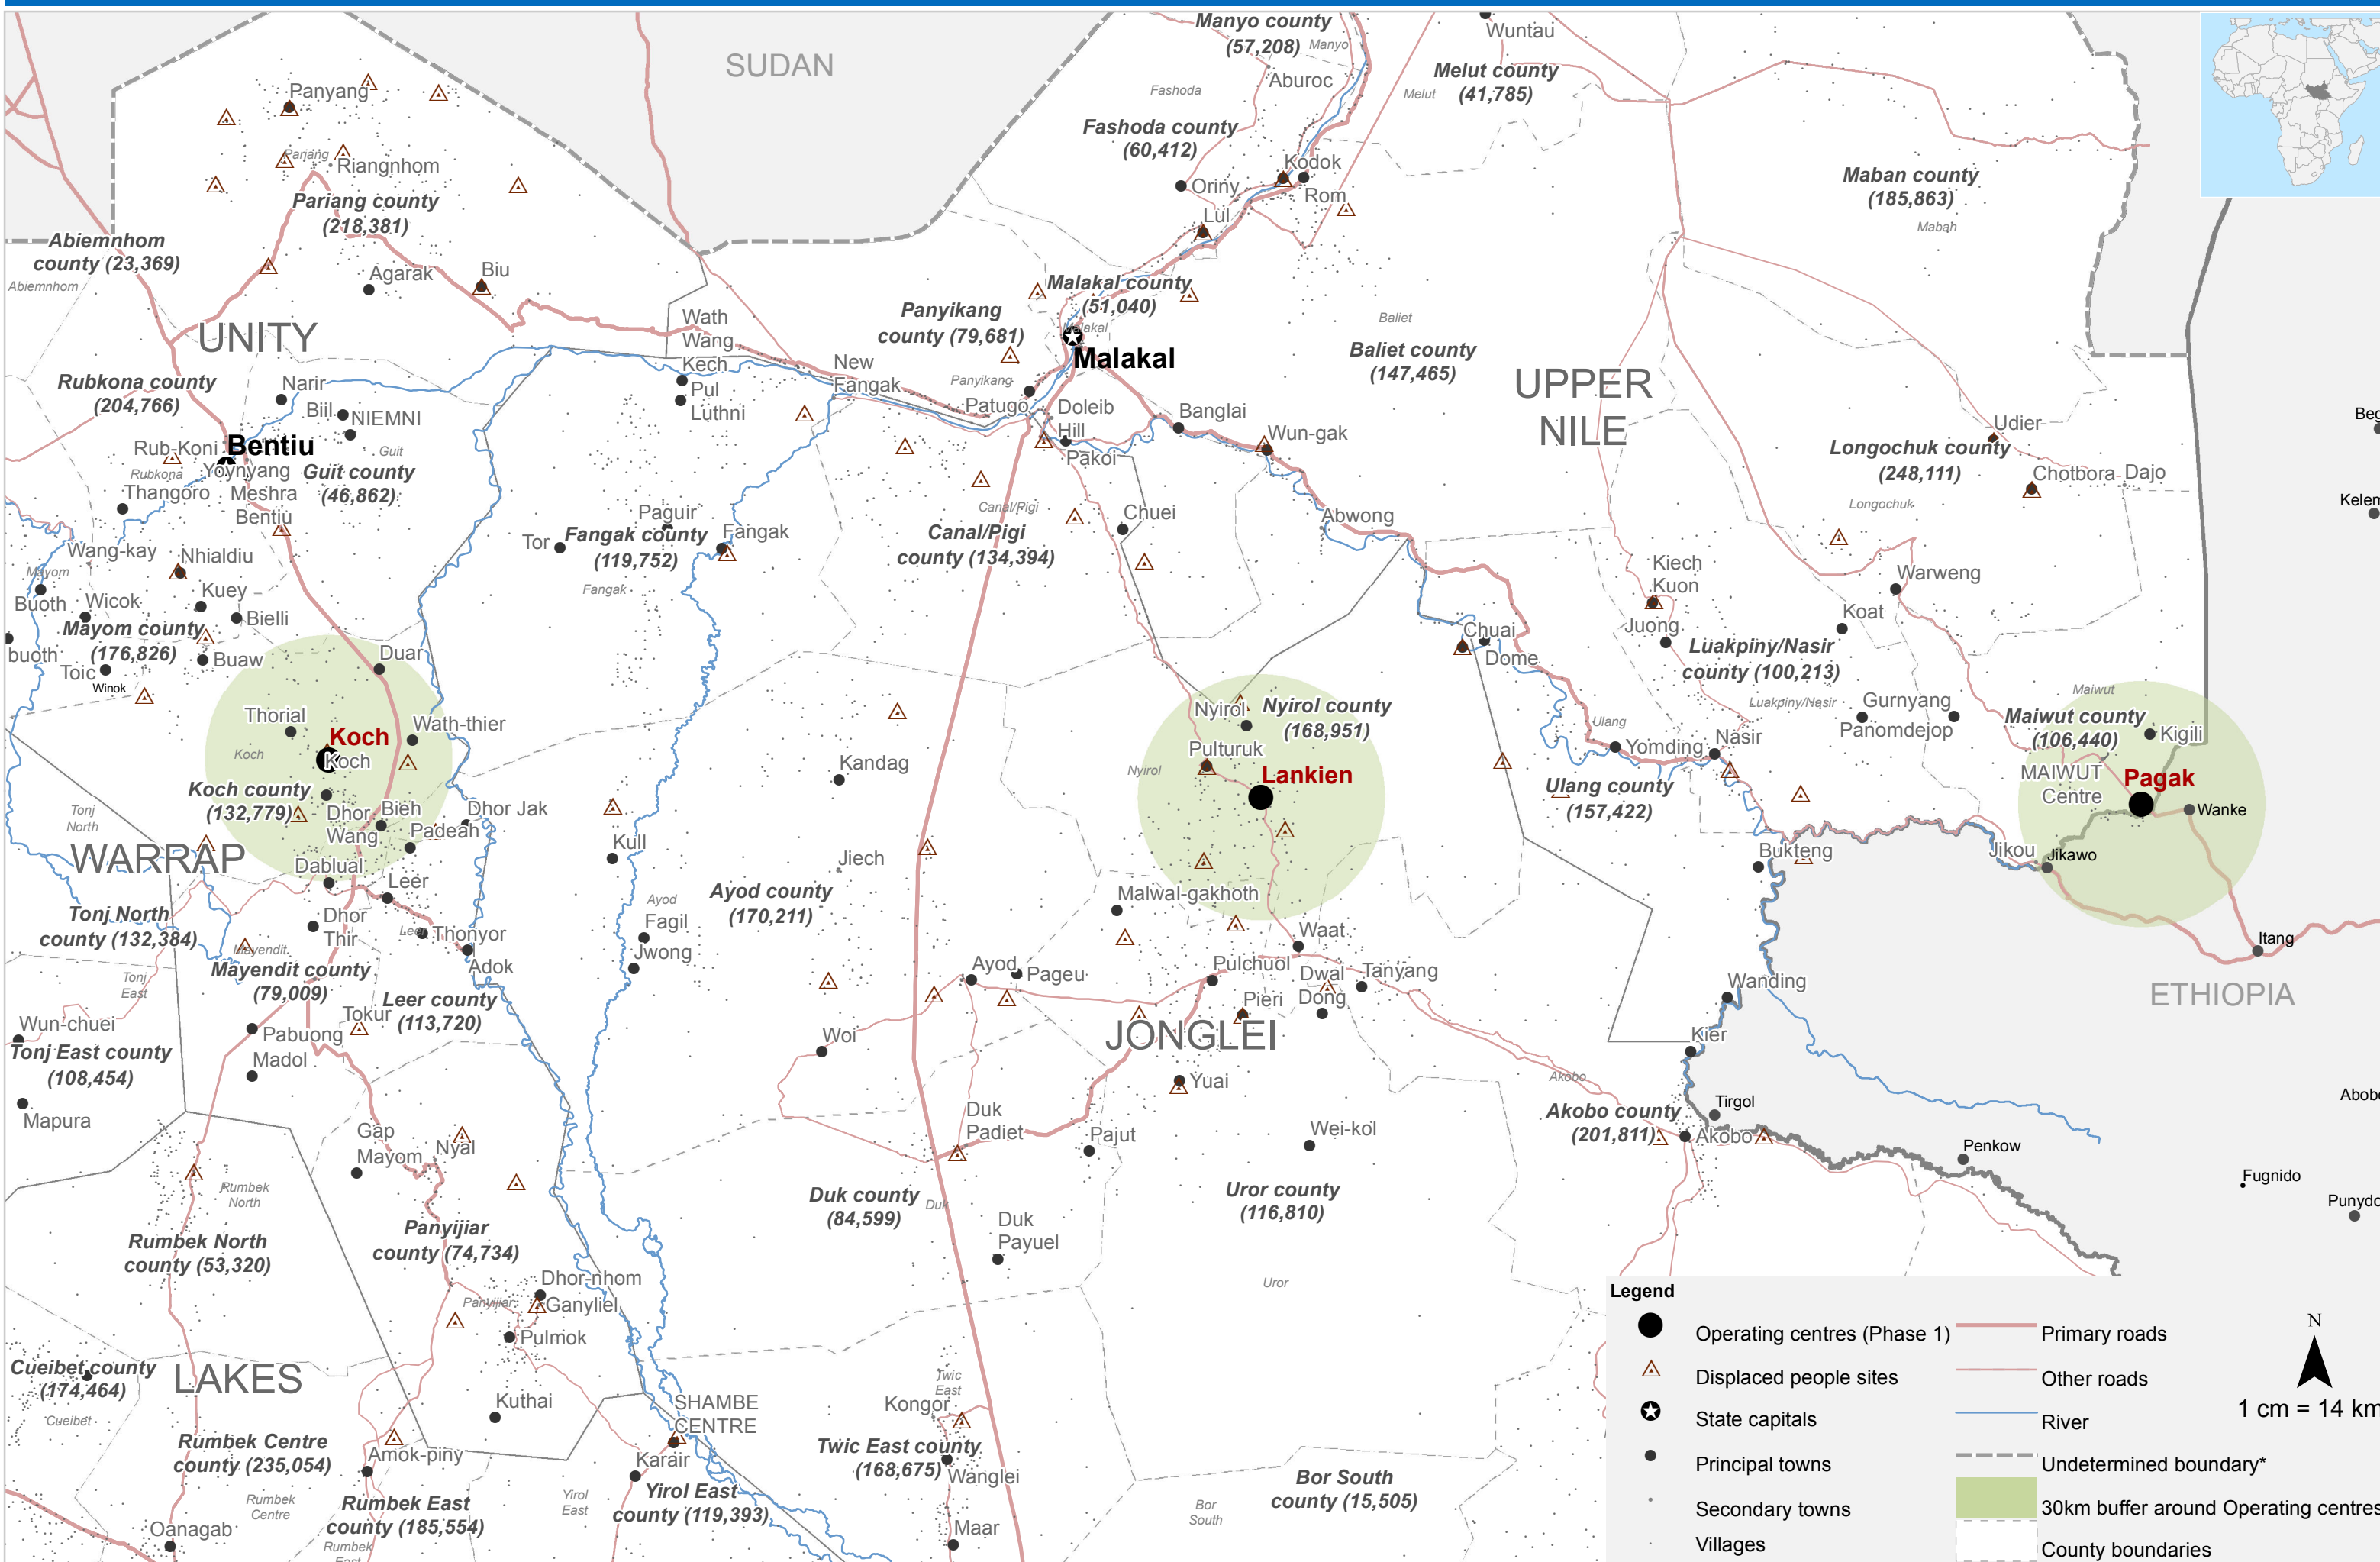 SUDAN
Manyo county
(57,208)
Manyo
Wuntau
Melut county
(41,785)
Melut
Aburoc
Fashoda
Fashoda county
(60,412)
Kodok
Oriny
Rom
Lul
Maban county
(185,863)
Maban
Panyang
Pariang
Riangnhom
Pariang county
(218,381)
Abiemnhom
county (23,369)
Abiemnhom
Agarak
Biu
UNITY
Malakal county
(51,040)
Malakal
Malakal
Panyikang
county (79,681)
Panyikang
Baliet
Baliet county
(147,465)
UPPER
NILE
Wath
Wang
Kech
Pul
Luthni
New
Fangak
Patugo
Doleib
Hill
Pakoi
Banglai
Wun-gak
Rubkona county
(204,766)
Narir
Biil
NIEMNI
Rub-Koni
Bentiu
Rubkona
Yoynyang
Guit
Guit county
(46,862)
Thangoro
Meshra
Bentiu
Udier
Longochuk county
(248,111)
Chotbora
Dajo
Longochuk
Beg
Kelem
Paguir
Tor
Fangak county
(119,752)
Fangak
Fangak
Canal/Pigi
Canal/Pigi
county (134,394)
Chuei
Abwong
Wang-kay
Nhialdiu
Mayom
Buoth
Wicok
Kuey
Bielli
Mayom county
(176,826)
buoth
Toic
Winok
Buaw
Duar
Kiech
Kuon
Juong
Warweng
Koat
Chuai
Dome
Luakpiny/Nasir
county (100,213)
Luakpiny/Nasir
Gurnyang
Panomdejop
Maiwut
Maiwut county
(106,440)
Kigili
Thorial
Wath-thier
Koch
Koch
Koch
Koch county
(132,779)
Dhor
Wang
Bieh
Padeah
Dhor Jak
Nyirol
Nyirol county
(168,951)
Pulturuk
Nyirol
Lankien
Ulang
Yomding
Nasir
Ulang county
(157,422)
MAIWUT
Centre
Pagak
Wanke
Bukteng
Jikou
Jikawo
Kandag
Kull
Jiech
Tonj
North
WARRAP
Dablual
Leer
Tonj North
county (132,384)
Dhor
Thir
Leer
Thonyor
Mayendit
Adok
Mayendit county
(79,009)
Tonj
East
Leer county
(113,720)
Tokur
Ayod
Ayod county
(170,211)
Fagil
Jwong
Malwal-gakhoth
Waat
Ayod
Pageu
Pulchuol
Dwal
Dong
Tanyang
Pieri
Itang
ETHIOPIA
Wanding
Kier
Wun-chuei
Tonj East county
(108,454)
Pabuong
Madol
Mapura
Woi
JONGLEI
Yuai
Akobo
Akobo county
(201,811)
Tirgol
Akobo
Abobo
Penkow
Fugnido
Punydo
Gap
Mayom
Nyal
Duk
Padiet
Pajut
Wei-kol
Rumbek
North
Rumbek North
county (53,320)
Panyijiar
county (74,734)
Duk county
(84,599)
Duk
Duk
Payuel
Uror county
(116,810)
Uror
Dhor-nhom
Panyijiar
Ganyliel
Pulmok
Cueibet county
(174,464)
Cueibet
LAKES
Kuthai
SHAMBE
CENTRE
Twic
East
Kongor
Rumbek Centre
county (235,054)
Amok-piny
Karair
Twic East county
(168,675)
Wanglei
Rumbek
Centre
Rumbek East
county (185,554)
Rumbek
East
Yirol
East
Yirol East
county (119,393)
Oanagab
Maar
Bor
South
Bor South
county (15,505)
Legend
Operating centres (Phase 1)
Displaced people sites
State capitals
Principal towns
Secondary towns
Villages
Primary roads
Other roads
River
Undetermined boundary*
30km buffer around Operating centres
County boundaries
N
1 cm = 14 km